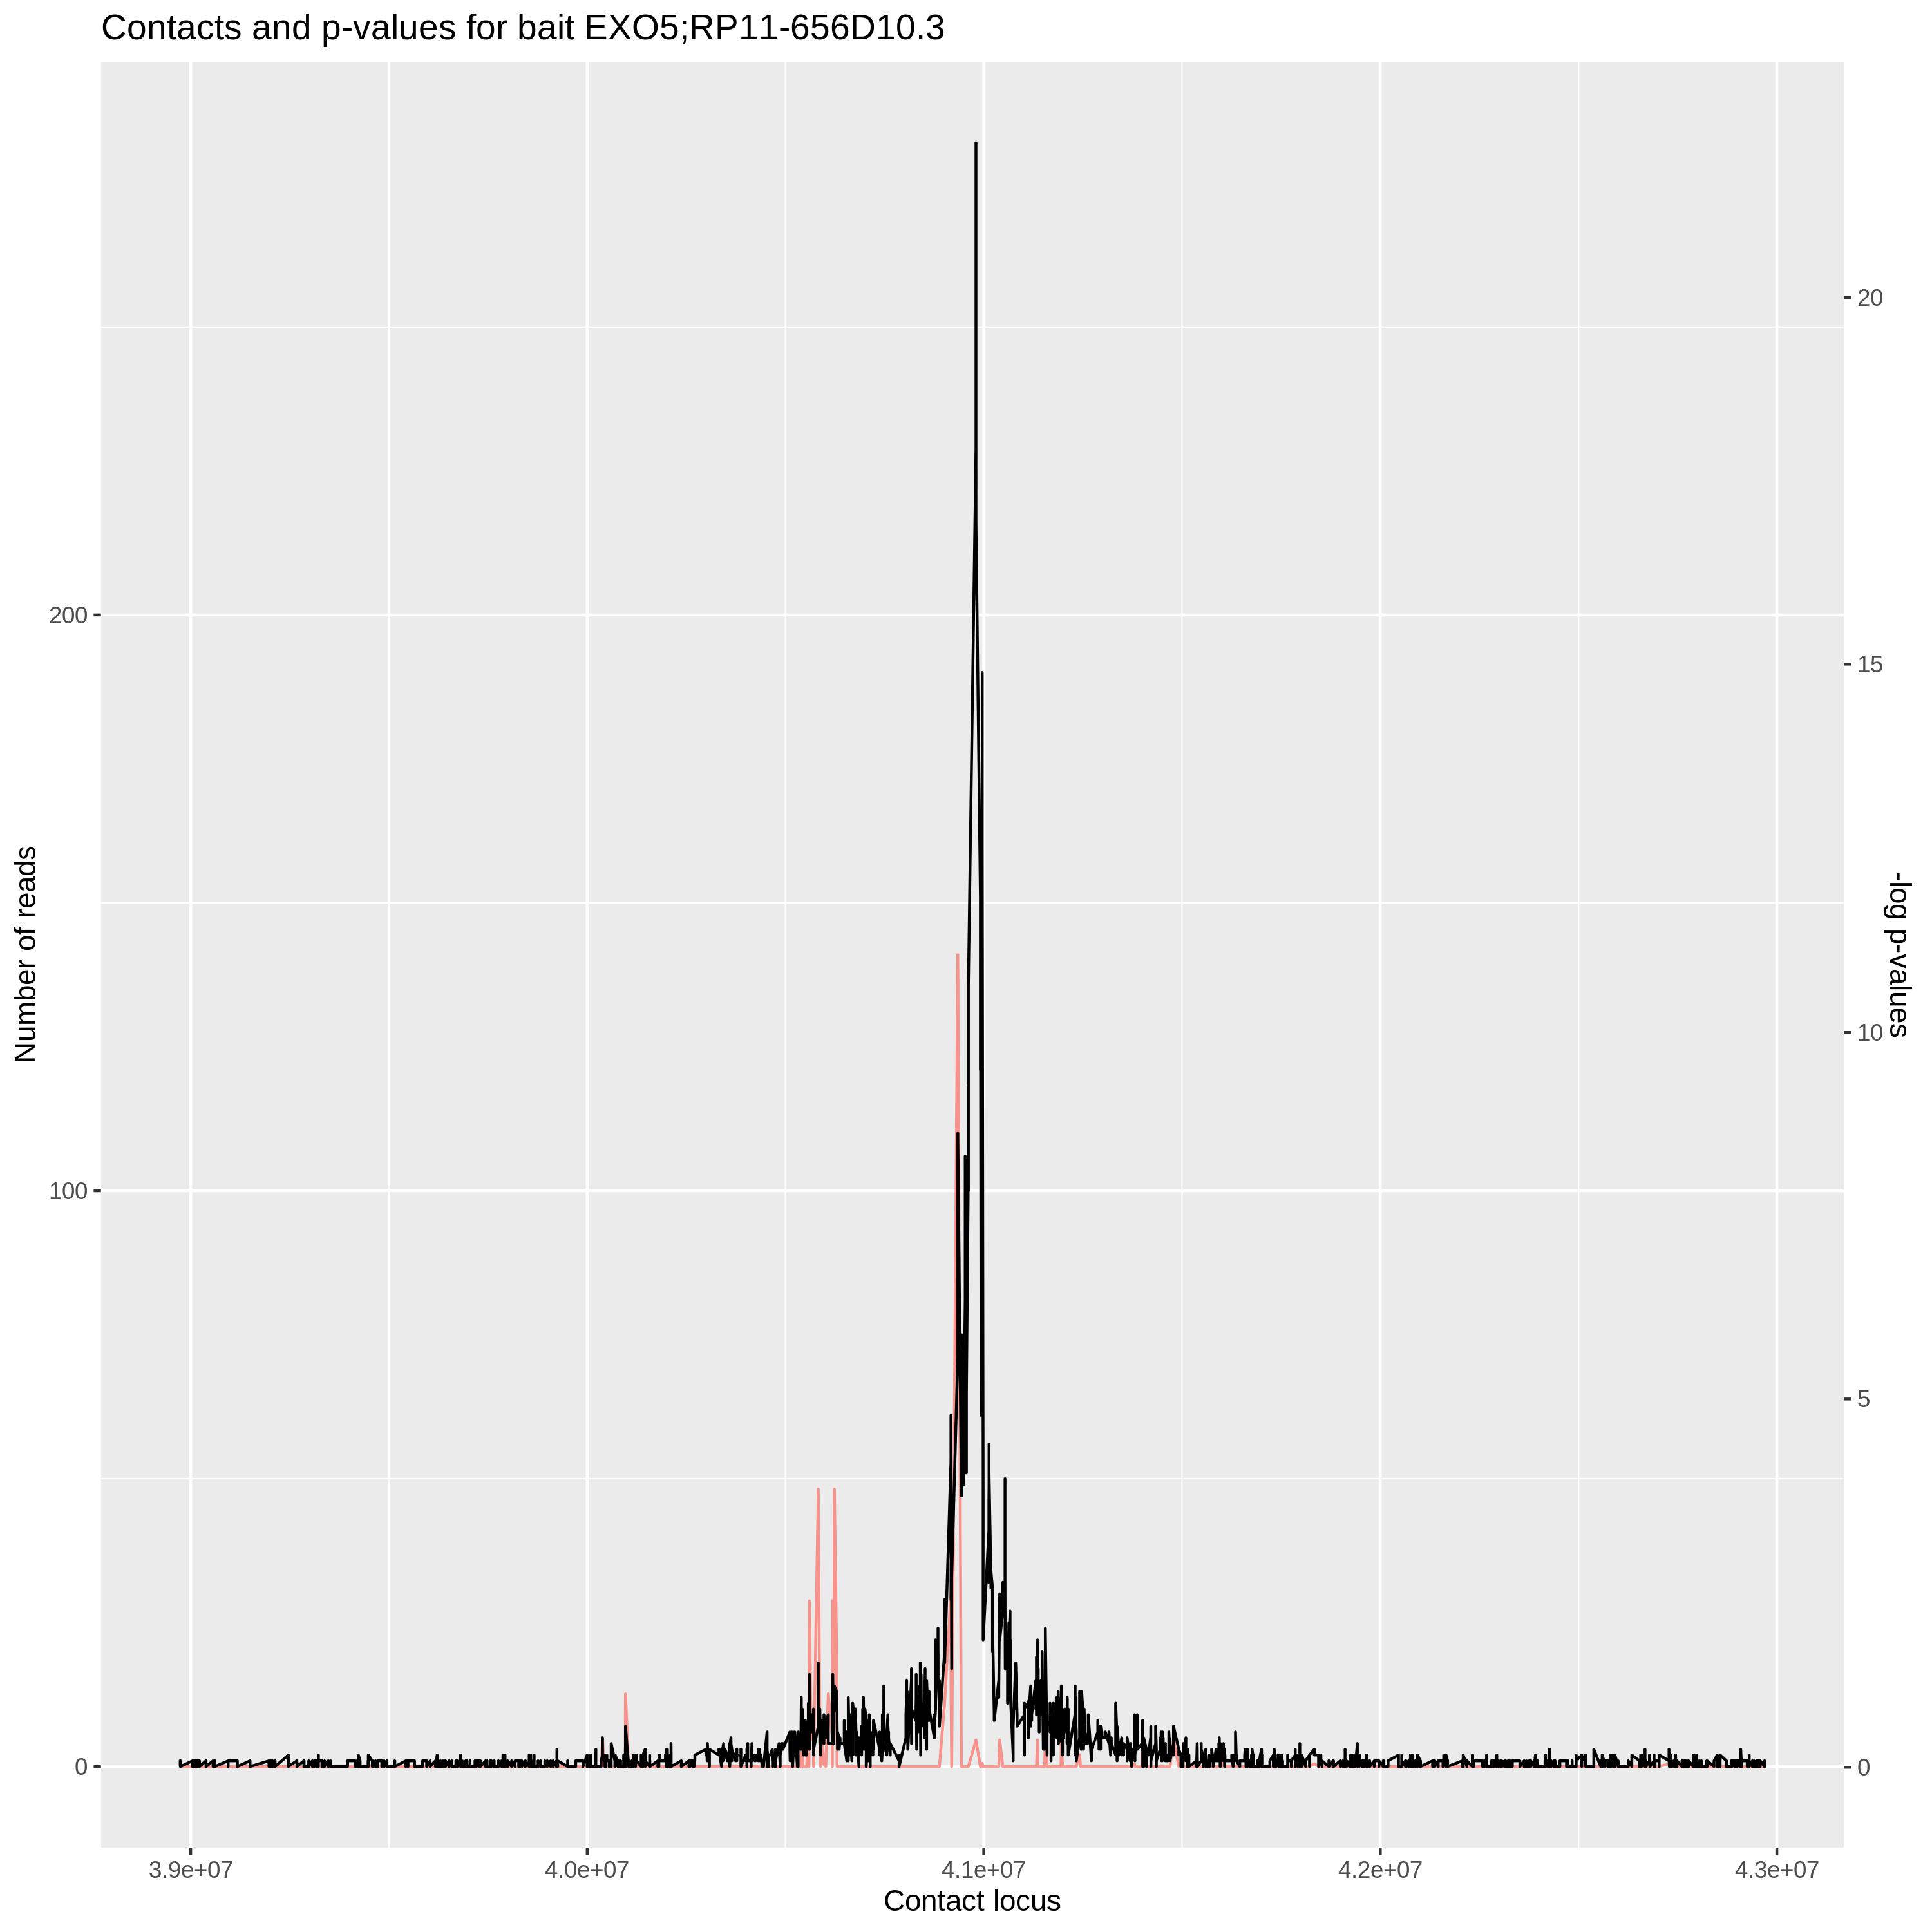 Contacts and p-values for bait EXO5;RP11-656D10.3
Number of reads
200
100
0
20
15
10
5
0
-log p-values
3.9e+07 4.0e+07 4.1e+07 4.2e+07 4.3e+07
Contact locus